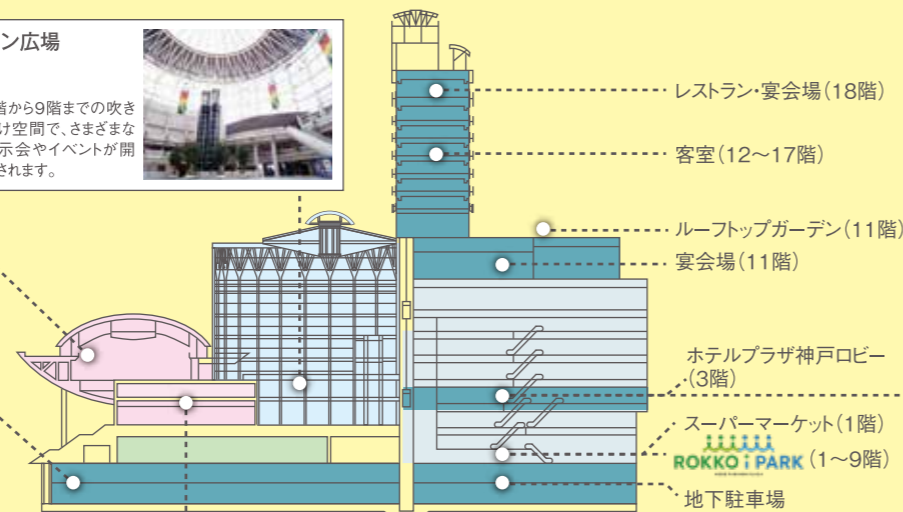 ン広場
階から9階までの吹き
け空間で、さまざまな
示会やイベントが開
されます。
レストラン・宴会場(18階)
客室(12〜17階)
ルーフトップガーデン(11階)
宴会場(11階)
ホテルプラザ神戸ロビー
(3階)
スーパーマーケット(1階)
ROKKO i PARK (1〜9階)
地下駐車場